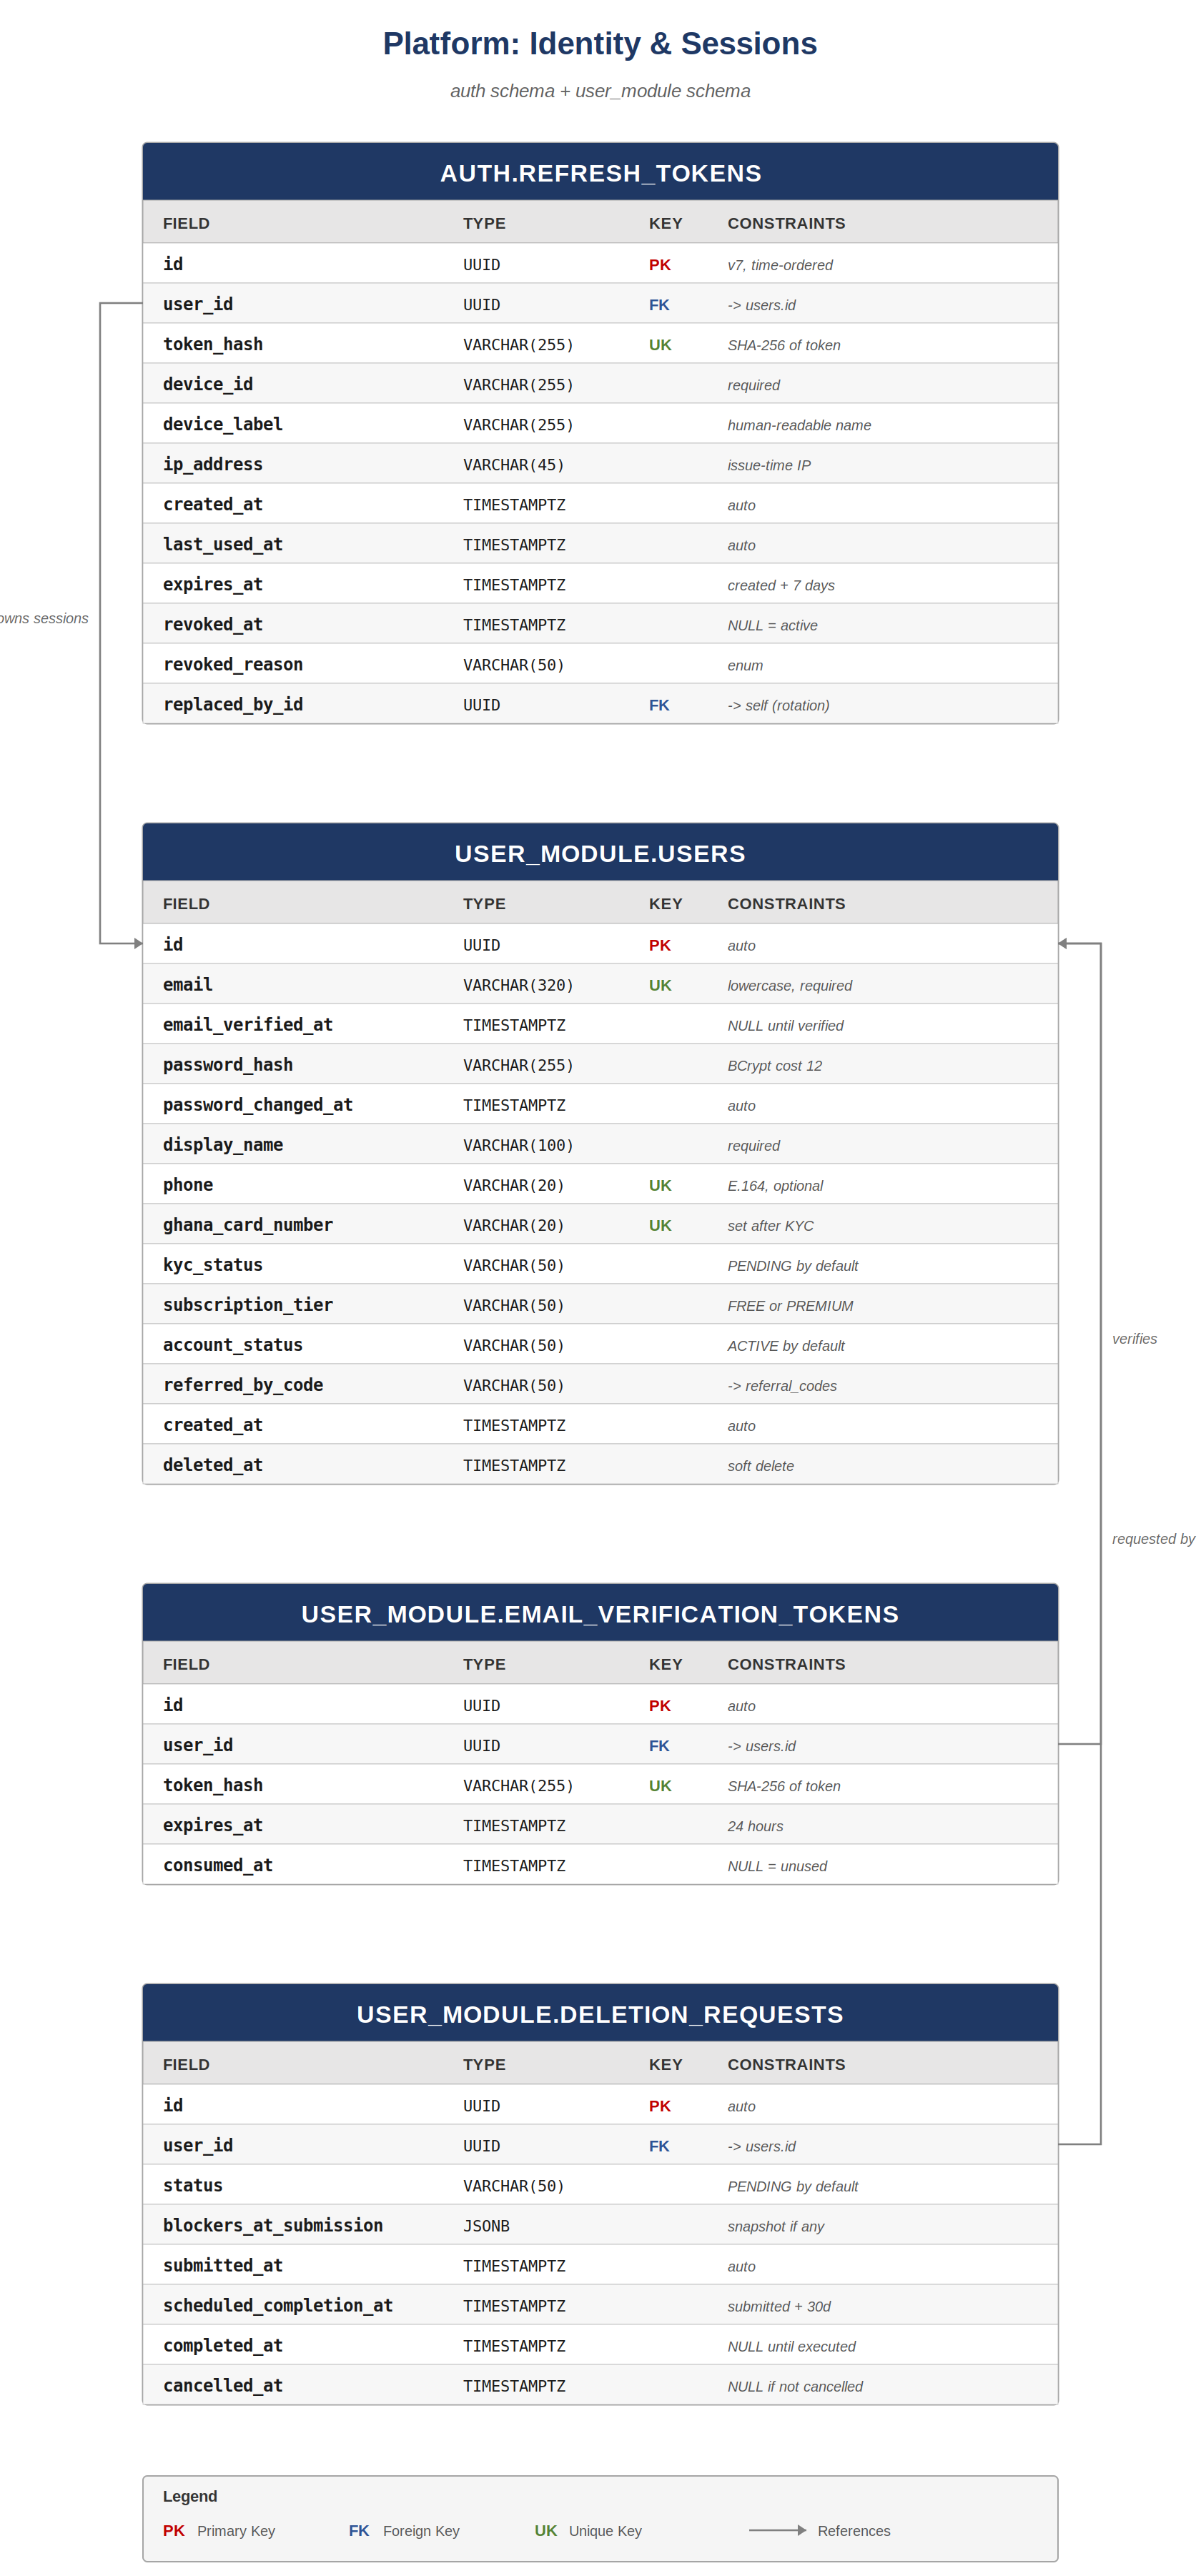 Platform: Identity & Sessions
auth schema + user_module schema
AUTH.REFRESH_TOKENS
FIELD TYPE KEY CONSTRAINTS
id UUID PK v7, time-ordered
user_id UUID FK -> users.id
token_hash VARCHAR(255) UK SHA-256 of token
device_id VARCHAR(255) required
device_label VARCHAR(255) human-readable name
ip_address VARCHAR(45) issue-time IP
created_at TIMESTAMPTZ auto
last_used_at TIMESTAMPTZ auto
expires_at TIMESTAMPTZ created + 7 days
owns sessions
revoked_at TIMESTAMPTZ NULL = active
revoked_reason VARCHAR(50) enum
replaced_by_id UUID FK -> self (rotation)
USER_MODULE.USERS
FIELD TYPE KEY CONSTRAINTS
id UUID PK auto
email VARCHAR(320) UK lowercase, required
email_verified_at TIMESTAMPTZ NULL until verified
password_hash VARCHAR(255) BCrypt cost 12
password_changed_at TIMESTAMPTZ auto
display_name VARCHAR(100) required
phone VARCHAR(20) UK E.164, optional
ghana_card_number VARCHAR(20) UK set after KYC
kyc_status VARCHAR(50) PENDING by default
subscription_tier VARCHAR(50) FREE or PREMIUM
account_status VARCHAR(50) ACTIVE by default
verifies
referred_by_code VARCHAR(50) -> referral_codes
created_at TIMESTAMPTZ auto
deleted_at TIMESTAMPTZ soft delete
requested by
USER_MODULE.EMAIL_VERIFICATION_TOKENS
FIELD TYPE KEY CONSTRAINTS
id UUID PK auto
user_id UUID FK -> users.id
token_hash VARCHAR(255) UK SHA-256 of token
expires_at TIMESTAMPTZ 24 hours
consumed_at TIMESTAMPTZ NULL = unused
USER_MODULE.DELETION_REQUESTS
FIELD TYPE KEY CONSTRAINTS
id UUID PK auto
user_id UUID FK -> users.id
status VARCHAR(50) PENDING by default
blockers_at_submission JSONB snapshot if any
submitted_at TIMESTAMPTZ auto
scheduled_completion_at TIMESTAMPTZ submitted + 30d
completed_at TIMESTAMPTZ NULL until executed
cancelled_at TIMESTAMPTZ NULL if not cancelled
Legend
PK Primary Key FK Foreign Key UK Unique Key References